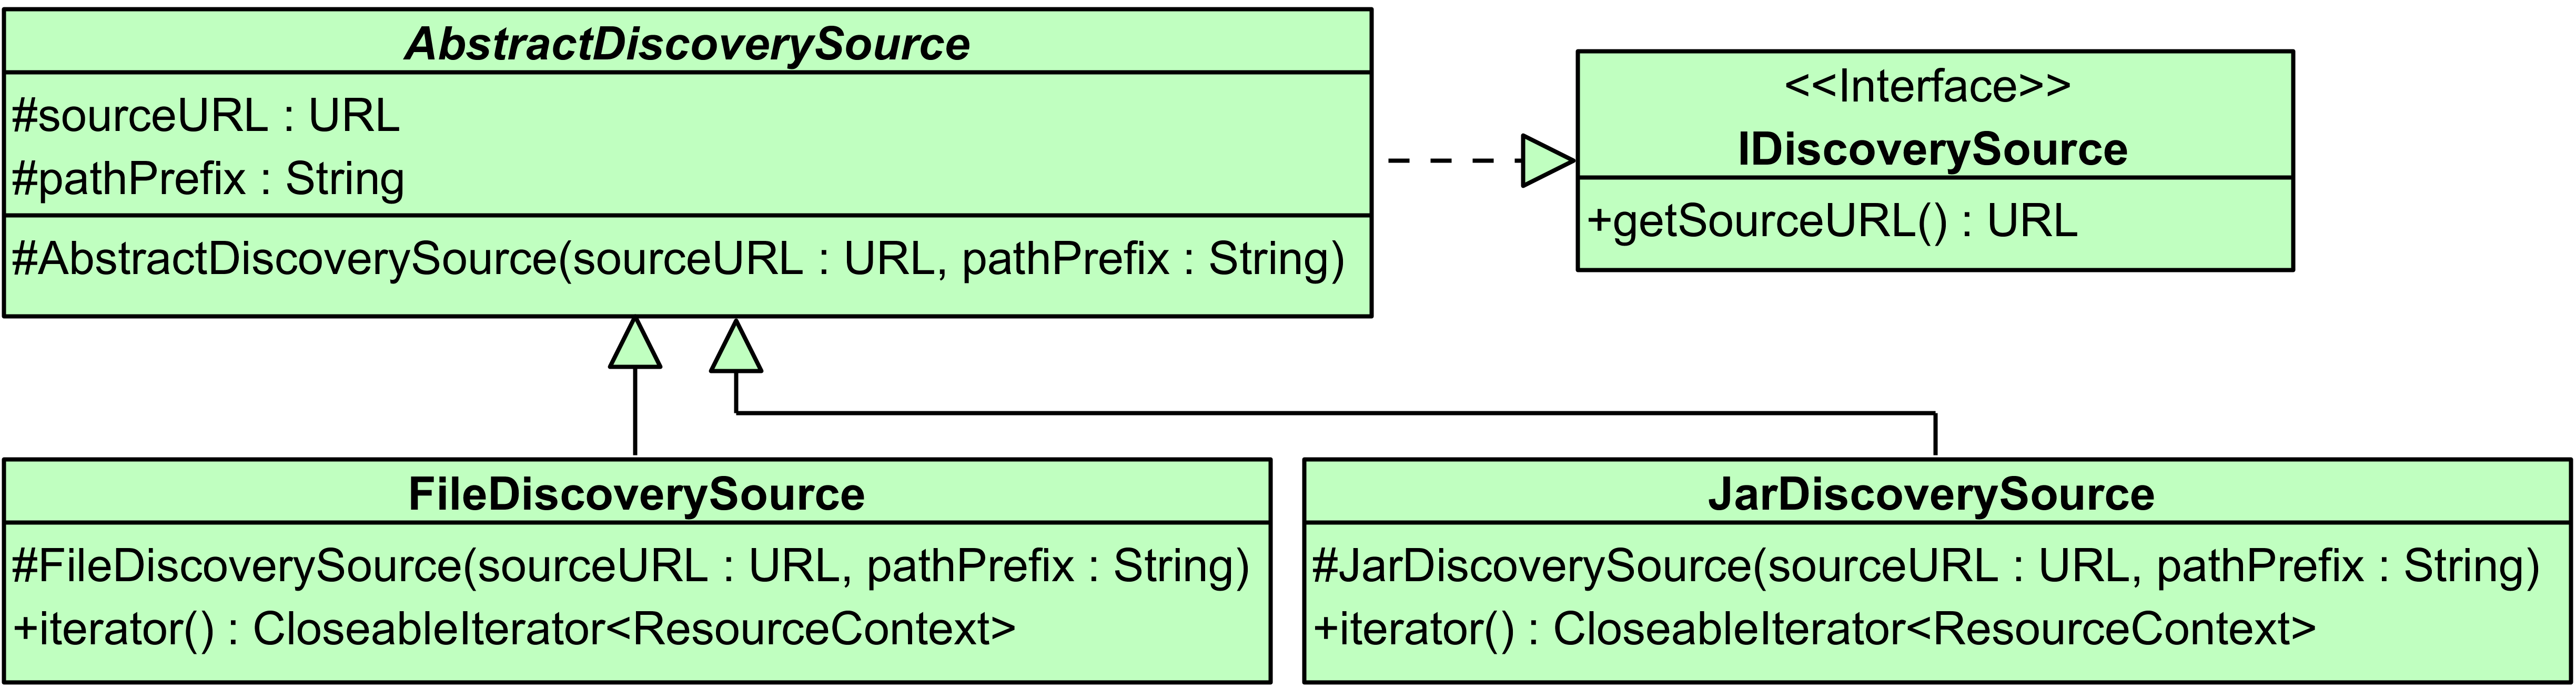 AbstractDiscoverySource
#sourceURL : URL
#pathPrefix : String
#AbstractDiscoverySource(sourceURL : URL, pathPrefix : String)
<<Interface>>
IDiscoverySource
+getSourceURL() : URL
FileDiscoverySource
#FileDiscoverySource(sourceURL : URL, pathPrefix : String)
+iterator() : CloseableIterator<ResourceContext>
JarDiscoverySource
#JarDiscoverySource(sourceURL : URL, pathPrefix : String)
+iterator() : CloseableIterator<ResourceContext>